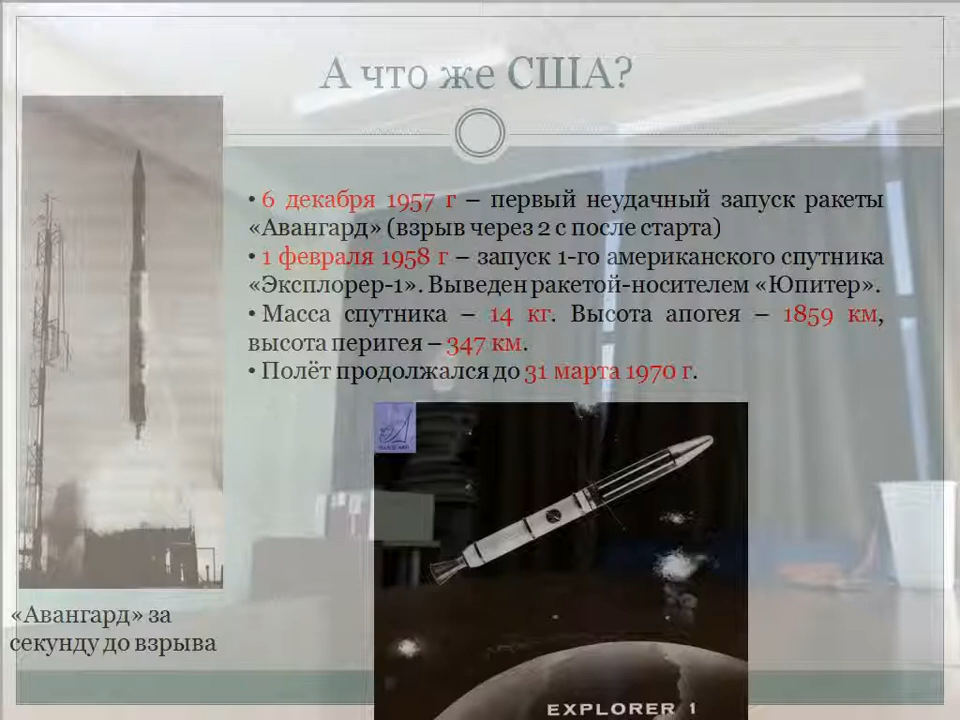 А что же США?
• 6 декабря 1957 г – первый неудачный запуск ракеты
«Авангард» (взрыв через 2 с после старта)
• 1 февраля 1958 г – запуск 1-го американского спутника
«Эксплорер-1». Выведен ракетой-носителем «Юпитер».
• Масса спутника – 14 кг. Высота апогея – 1859 км,
высота перигея – 347 км.
• Полёт продолжался до 31 марта 1970 г.
«Авангард» за
секунду до взрыва
EXPLORER 1